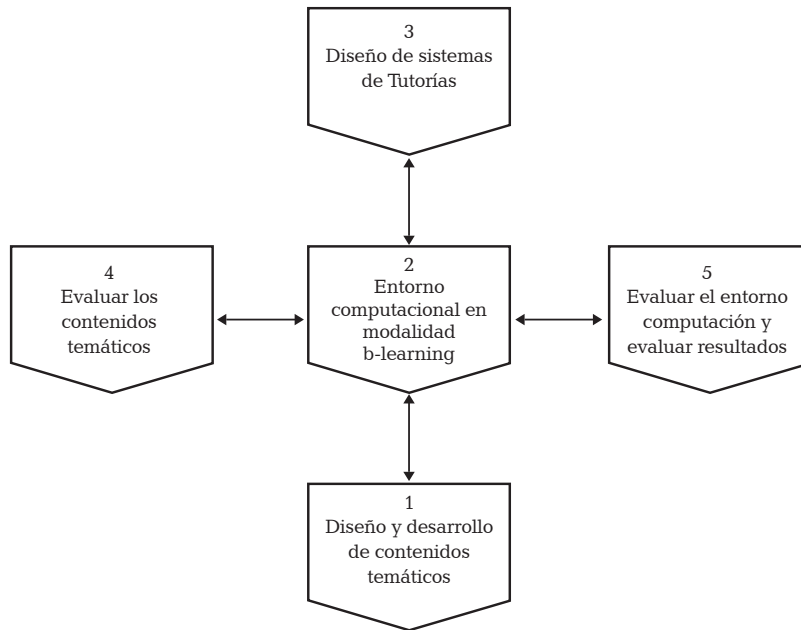 3
Diseño de sistemas
de Tutorías
4
Evaluar los
contenidos
temáticos
2
Entorno
computacional en
modalidad
b-learning
5
Evaluar el entorno
computación y
evaluar resultados
1
Diseño y desarrollo
de contenidos
temáticos